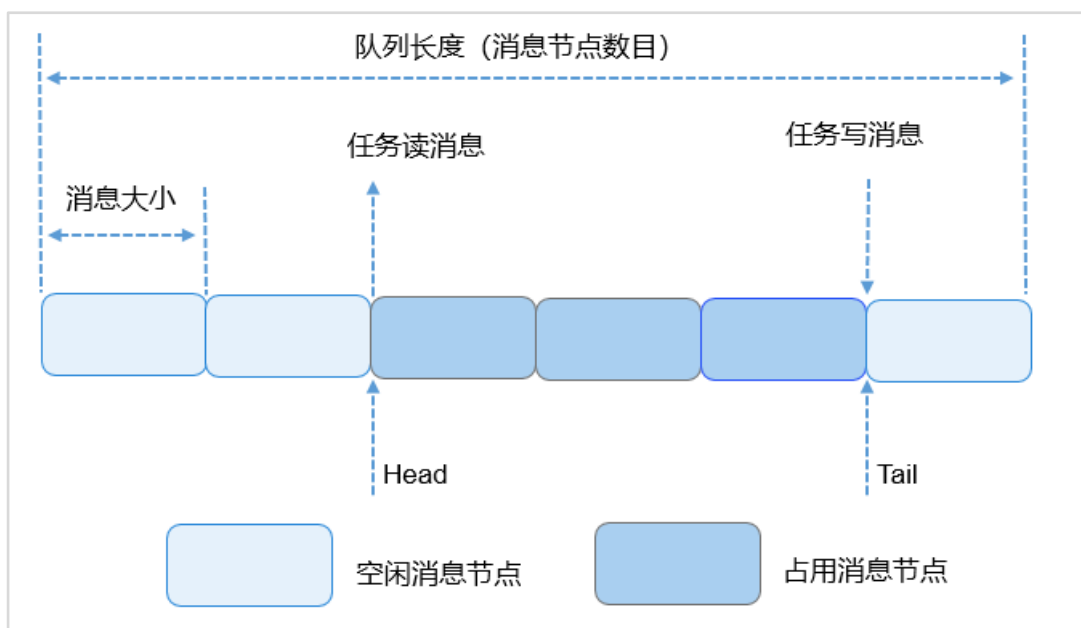 队列长度（消息节点数目）
任务读消息
任务写消息
消息大小
Head
Tail
空闲消息节点
占用消息节点